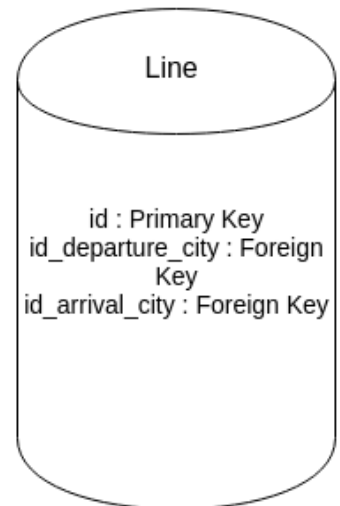 Line
id : Primary Key
id_departure_city : Foreign
Key
id_arrival_city : Foreign Key